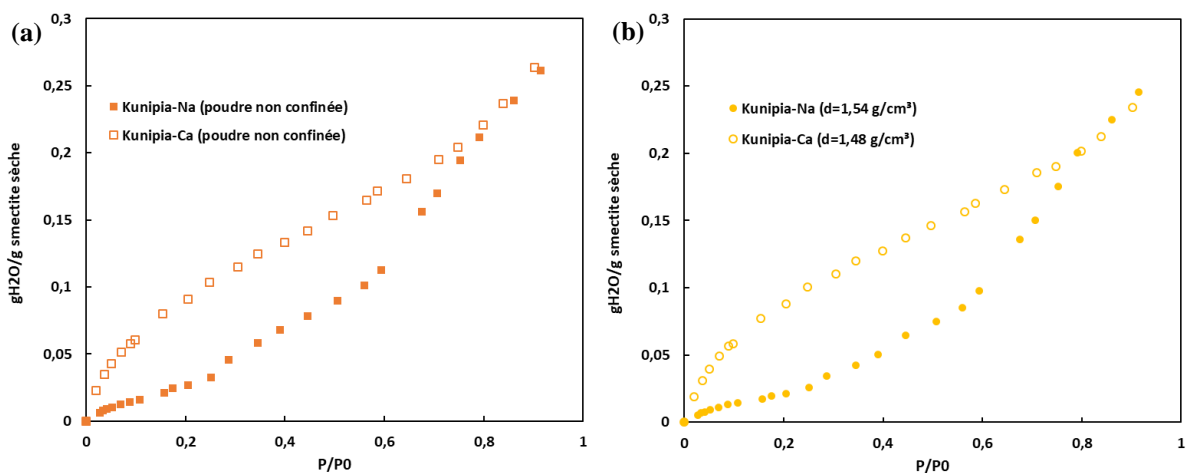 (a)
0,3
0,25
0,2
0,15
0,1
0,05
0
gH2O/g smectite sèche
Kunipia-Na (poudre non confinée)
Kunipia-Ca (poudre non confinée)
0
0,2
0,4
0,6
0,8
1
P/P0
(b)
0,3
0,25
0,2
0,15
0,1
0,05
0
gH2O/g smectite sèche
Kunipia-Na (d=1,54 g/cm³)
Kunipia-Ca (d=1,48 g/cm³)
0
0,2
0,4
0,6
0,8
1
P/P0